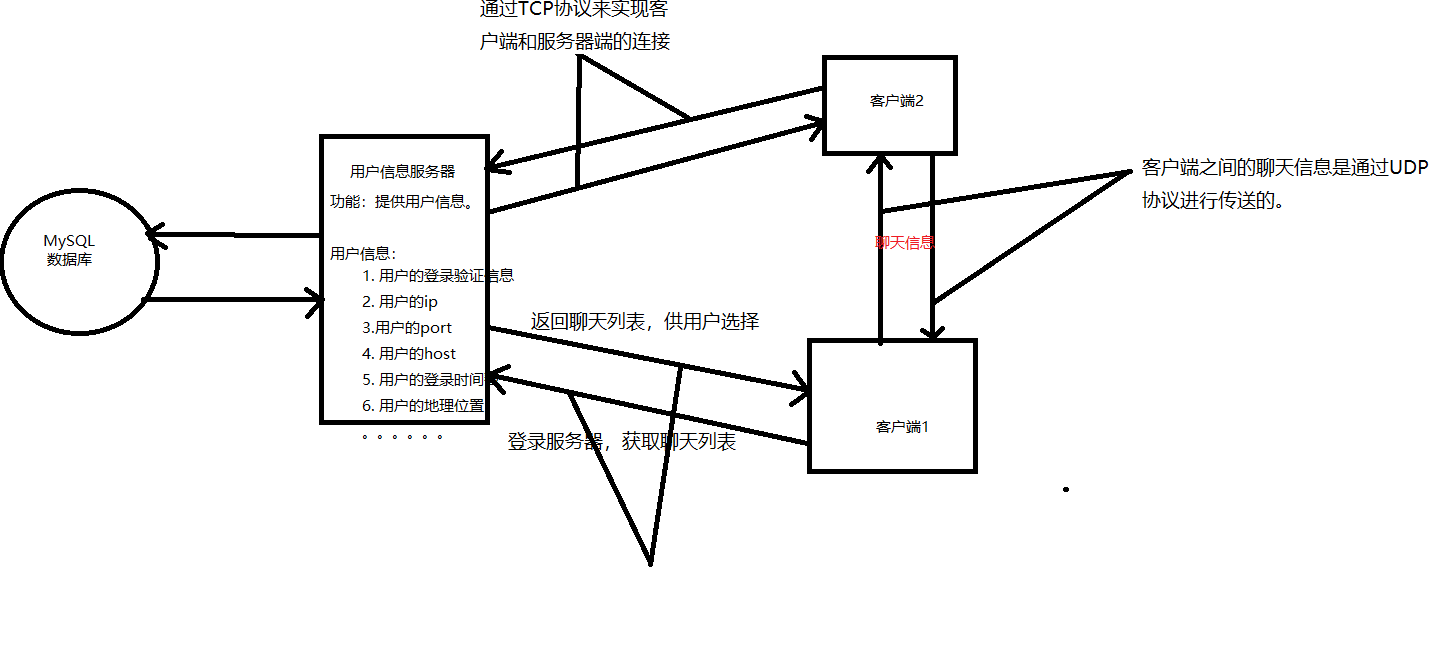 通过TCP协议来实现客
户端和服务器端的连接
客户端2
客户端之间的聊天信息是通过UDP
协议进行传送的。
聊天信息
用户信息服务器
功能：提供用户信息。
用户信息：
1. 用户的登录验证信息
2. 用户的ip
3.用户的port
4. 用户的host
5. 用户的登录时间
6. 用户的地理位置
。。。。。。
MySQL
数据库
返回聊天列表，供用户选择
登录服务器，获取聊天列表
客户端1